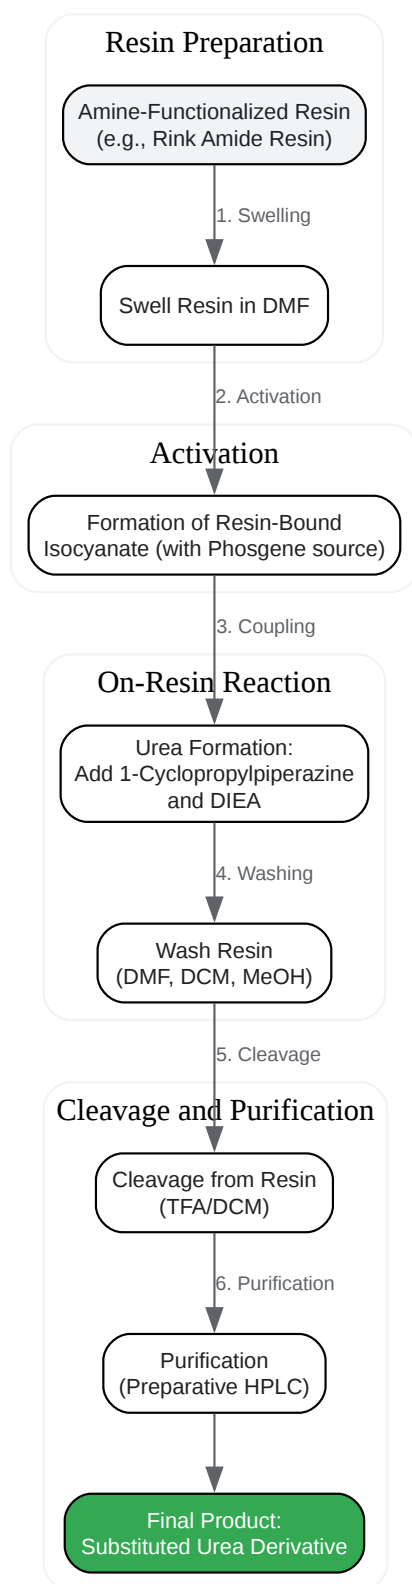 Resin Preparation
Amine-Functionalized Resin
(e.g., Rink Amide Resin)
1. Swelling
Swell Resin in DMF
2. Activation
Activation
Formation of Resin-Bound
Isocyanate (with Phosgene source)
3. Coupling
On-Resin Reaction
Urea Formation:
Add 1-Cyclopropylpiperazine
and DIEA
4. Washing
Wash Resin
(DMF, DCM, MeOH)
5. Cleavage
Cleavage and Purification
Cleavage from Resin
(TFA/DCM)
6. Purification
Purification
(Preparative HPLC)
Final Product:
Substituted Urea Derivative